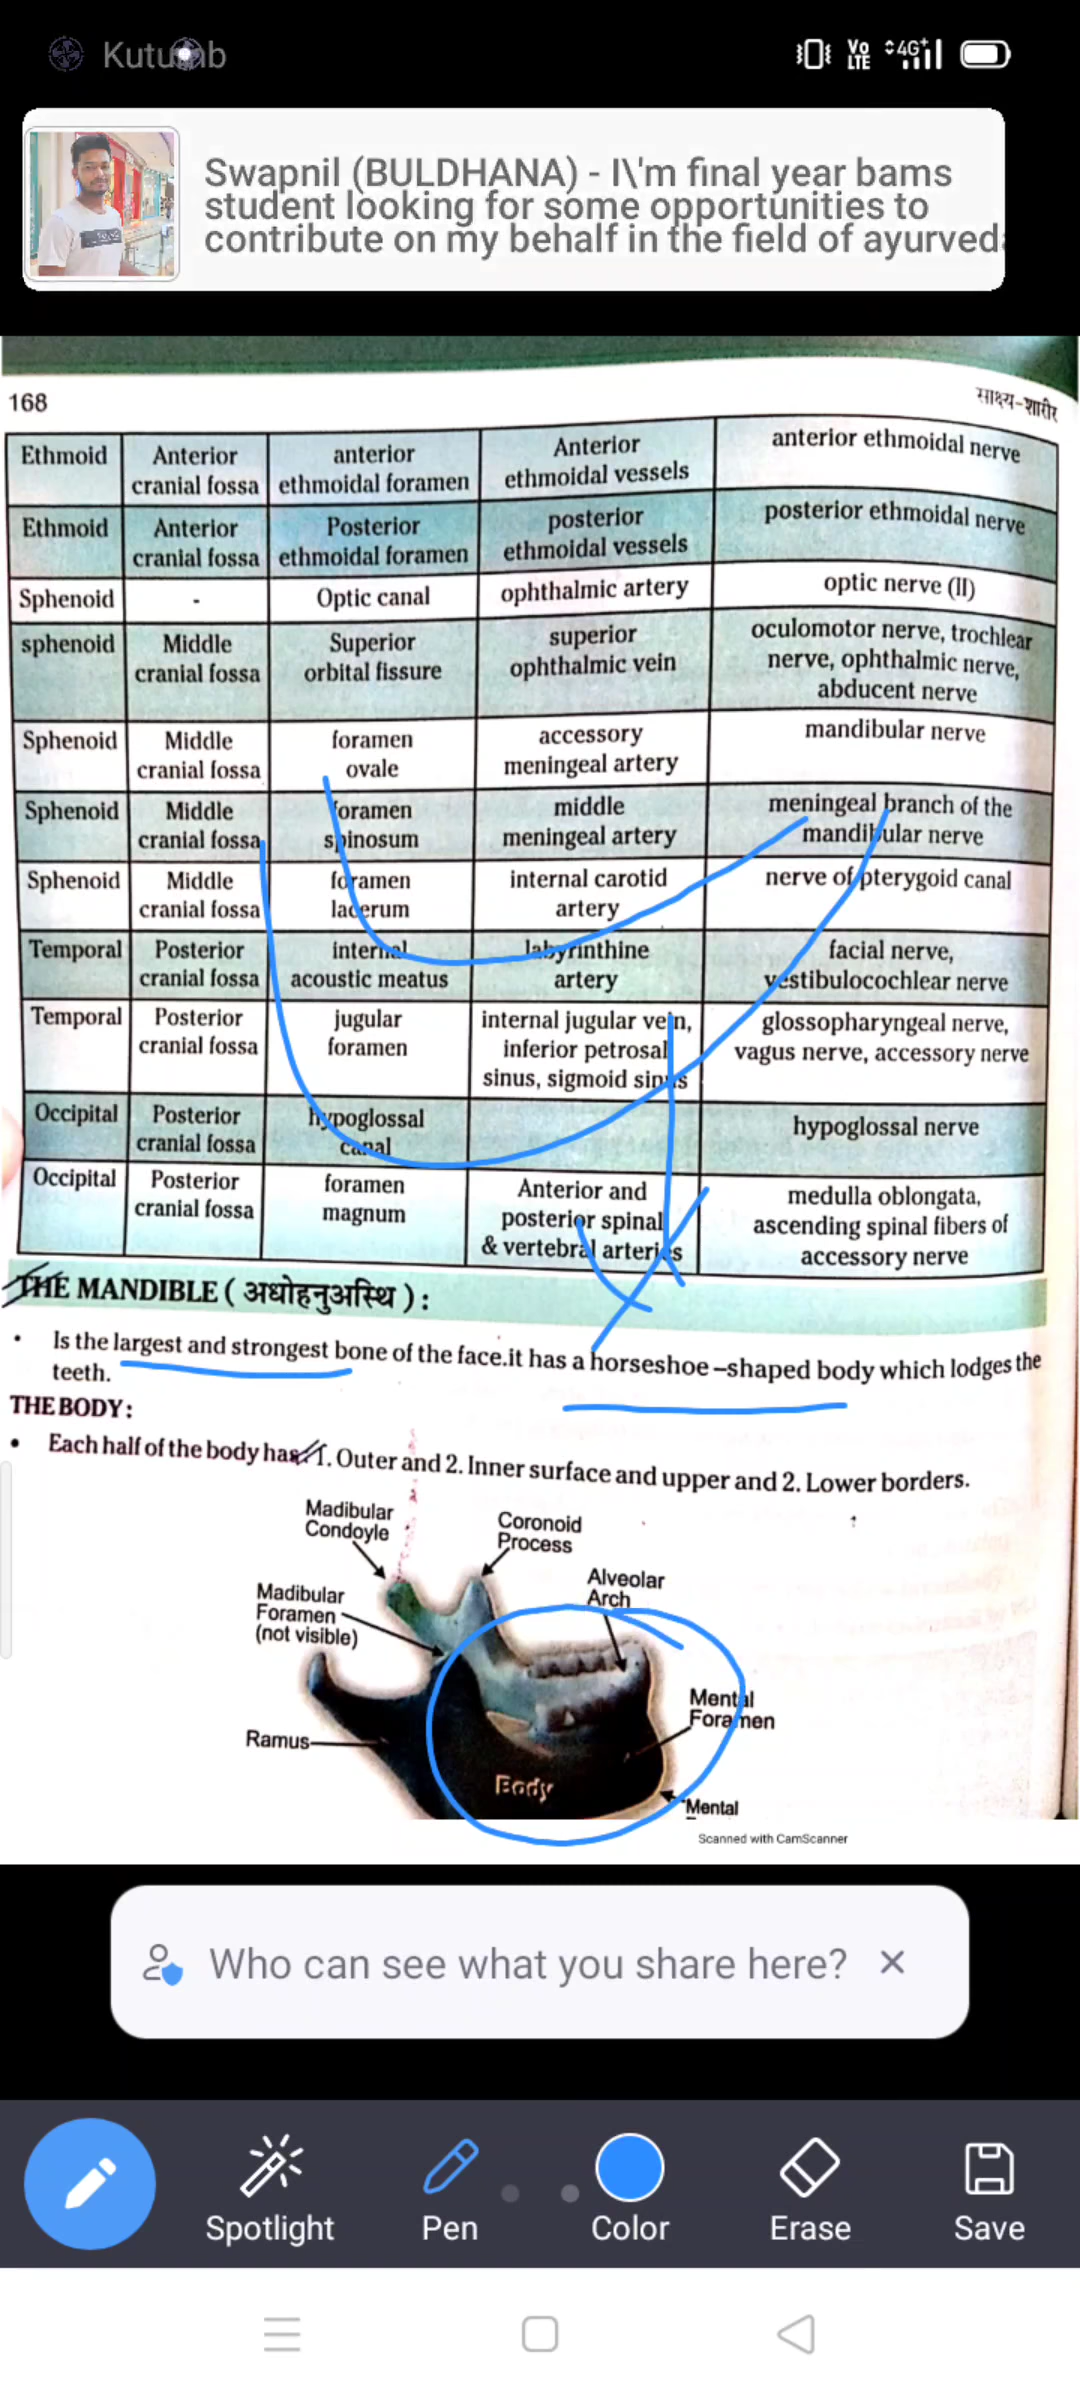 Kutumb
Vo LTE 4G+
Swapnil (BULDHANA) - I\'m final year bams
student looking for some opportunities to
contribute on my behalf in the field of ayurved
168
साक्ष्य-शारीर
Ethmoid
Anterior
cranial fossa
anterior
ethmoidal foramen
Anterior
ethmoidal vessels
anterior ethmoidal nerve
Ethmoid
Anterior
cranial fossa
Posterior
ethmoidal foramen
posterior
ethmoidal vessels
posterior ethmoidal nerve
Sphenoid
-
Optic canal
ophthalmic artery
optic nerve (II)
sphenoid
Middle
cranial fossa
Superior
orbital fissure
superior
ophthalmic vein
oculomotor nerve, trochlear
nerve, ophthalmic nerve,
abducent nerve
Sphenoid
Middle
cranial fossa
foramen
ovale
accessory
meningeal artery
mandibular nerve
Sphenoid
Middle
cranial fossa
foramen
spinosum
middle
meningeal artery
meningeal branch of the
mandibular nerve
Sphenoid
Middle
cranial fossa
foramen
lacerum
internal carotid
artery
nerve of pterygoid canal
Temporal
Posterior
cranial fossa
internal
acoustic meatus
labyrinthine
artery
facial nerve,
vestibulocochlear nerve
Temporal
Posterior
cranial fossa
jugular
foramen
internal jugular vein,
inferior petrosal
sinus, sigmoid sinus
glossopharyngeal nerve,
vagus nerve, accessory nerve
Occipital
Posterior
cranial fossa
hypoglossal
canal
hypoglossal nerve
Occipital
Posterior
cranial fossa
foramen
magnum
Anterior and
posterior spinal
& vertebral arteries
medulla oblongata,
ascending spinal fibers of
accessory nerve
THE MANDIBLE ( अधोहनुअस्थि ) :
• Is the largest and strongest bone of the face.it has a horseshoe –shaped body which lodges the
teeth.
THE BODY:
• Each half of the body has. 1. Outer and 2. Inner surface and upper and 2. Lower borders.
Madibular
Condoyle
Coronoid
Process
Alveolar
Arch
Madibular
Foramen
(not visible)
Mental
Foramen
Ramus
Body
Mental
Scanned with CamScanner
Who can see what you share here?
Spotlight
Pen
Color
Erase
Save